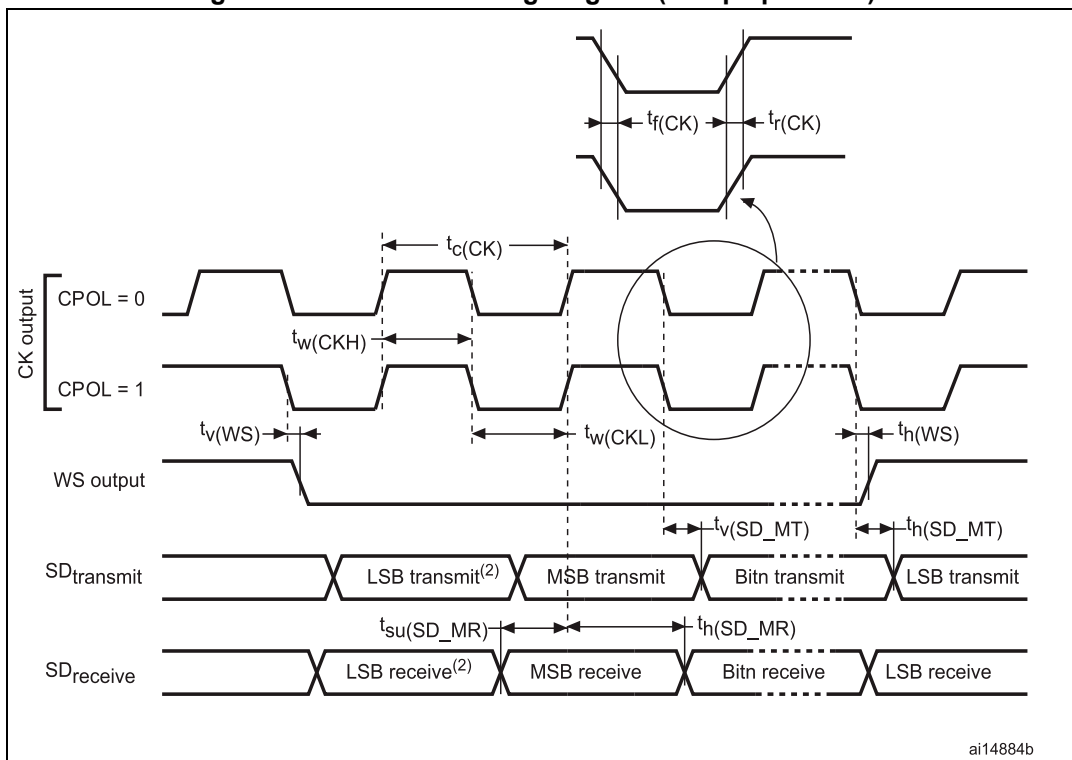 tf(CK)
tr(CK)
tc(CK)
CK output
CPOL = 0
tw(CKH)
CPOL = 1
tv(WS)
tw(CKL)
th(WS)
WS output
tv(SD_MT)
th(SD_MT)
SDtransmit
LSB transmit(2)
MSB transmit
Bitn transmit
LSB transmit
tsu(SD_MR)
th(SD_MR)
SDreceive
LSB receive(2)
MSB receive
Bitn receive
LSB receive
ai14884b